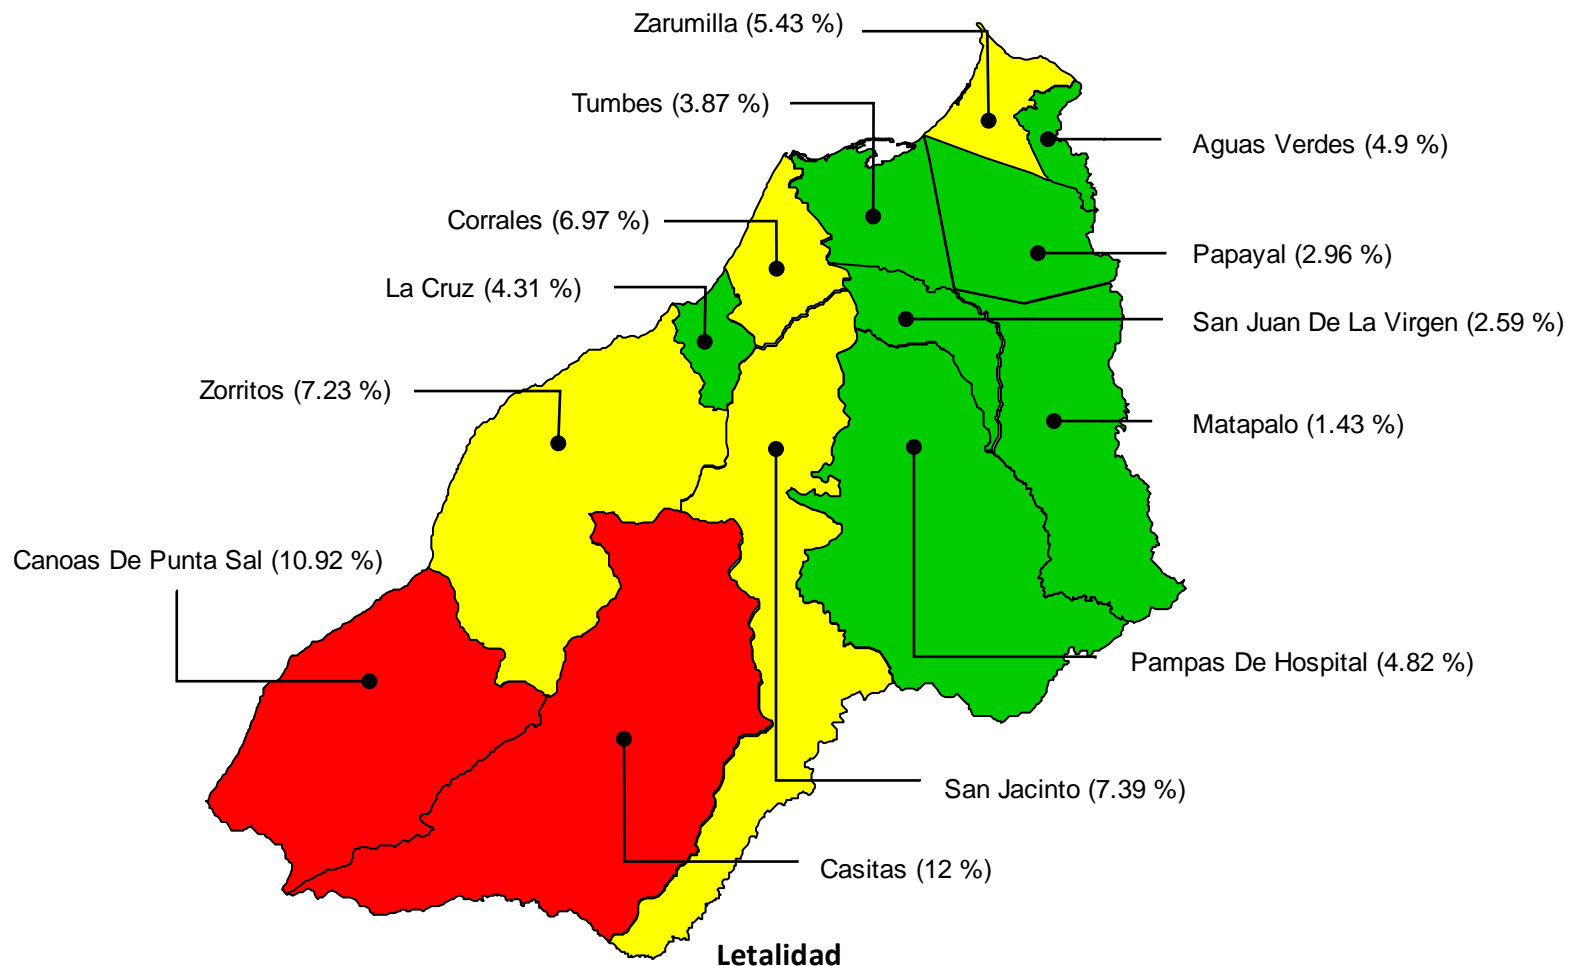 Zarumilla (5.43 %)
Tumbes (3.87 %)
Aguas Verdes (4.9 %)
Corrales (6.97 %)
Papayal (2.96 %)
La Cruz (4.31 %)
San Juan De La Virgen (2.59 %)
Zorritos (7.23 %)
Matapalo (1.43 %)
Canoas De Punta Sal (10.92 %)
Pampas De Hospital (4.82 %)
San Jacinto (7.39 %)
Casitas (12 %)
Letalidad